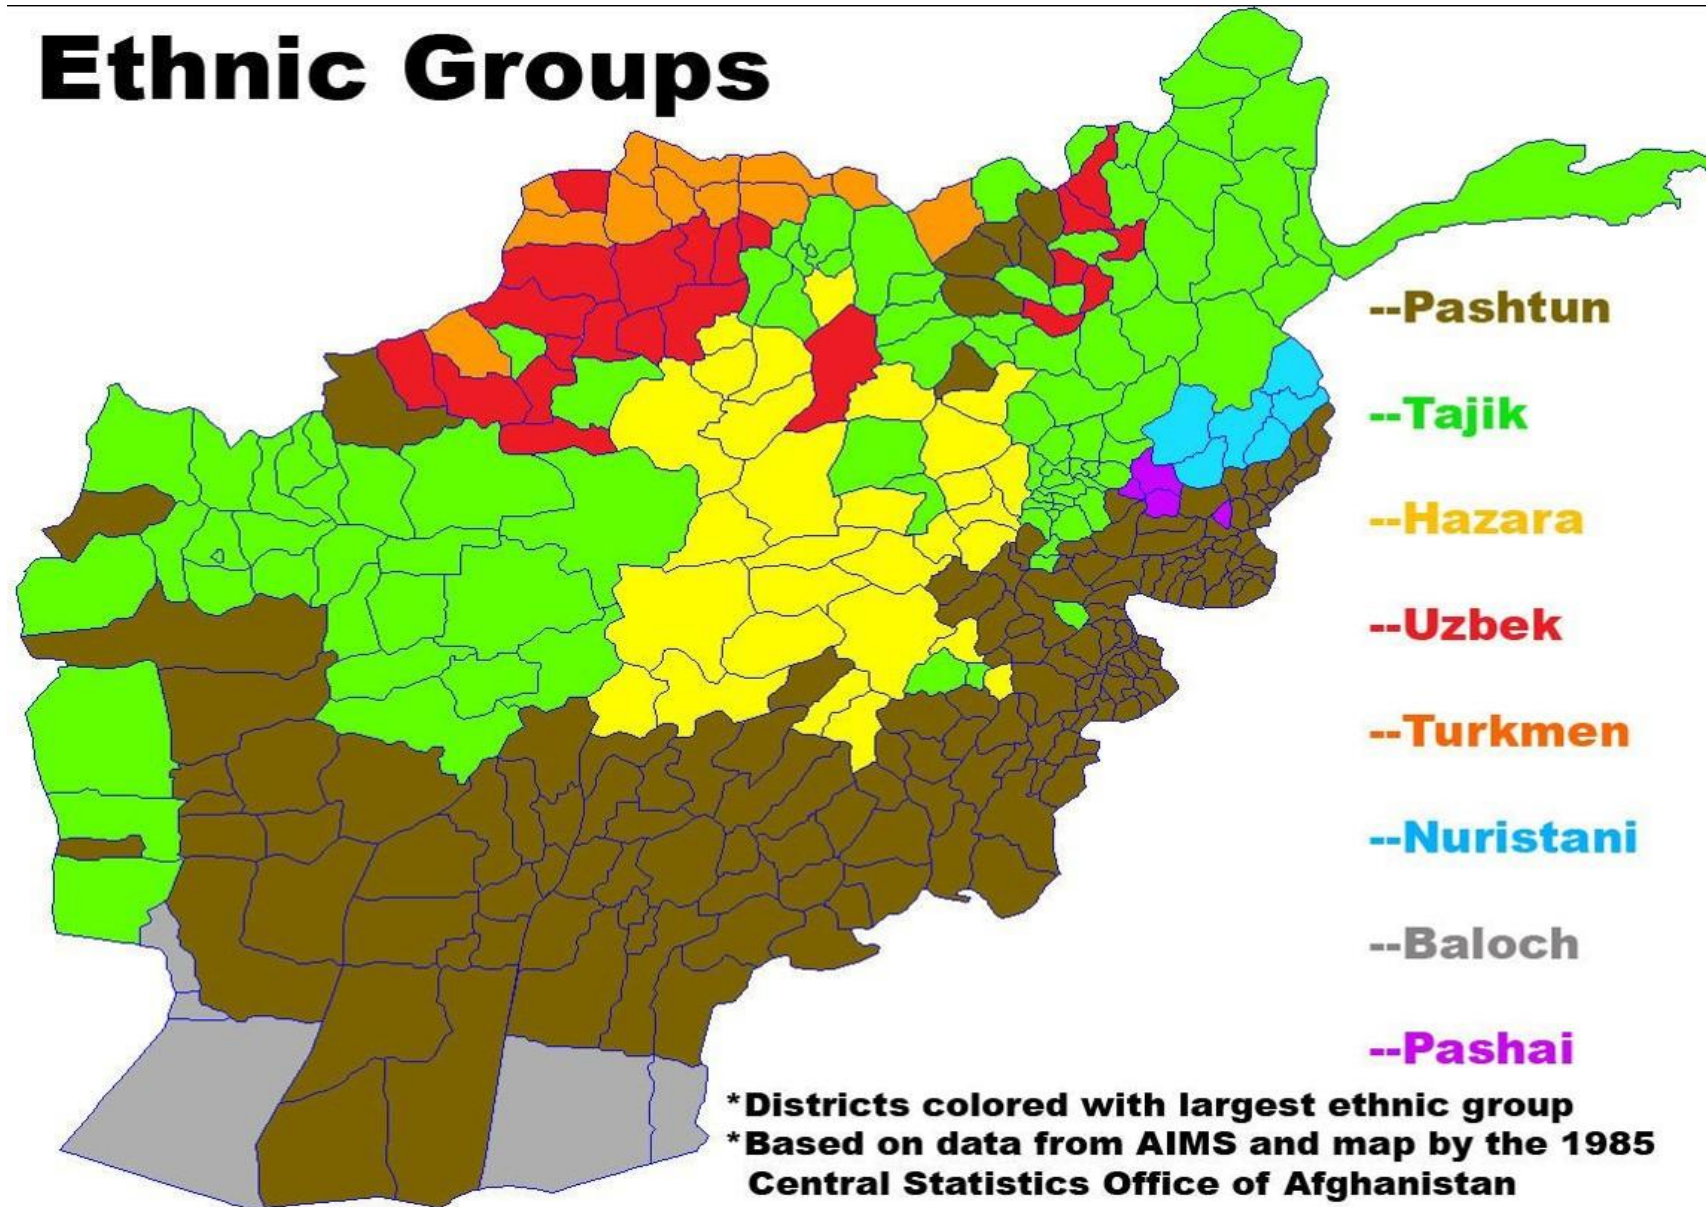 Ethnic Groups
--Pashtun
--Tajik
--Hazara
--Uzbek
--Turkmen
--Nuristani
--Baloch
--Pashai
*Districts colored with largest ethnic group
*Based on data from AIMS and map by the 1985
Central Statistics Office of Afghanistan